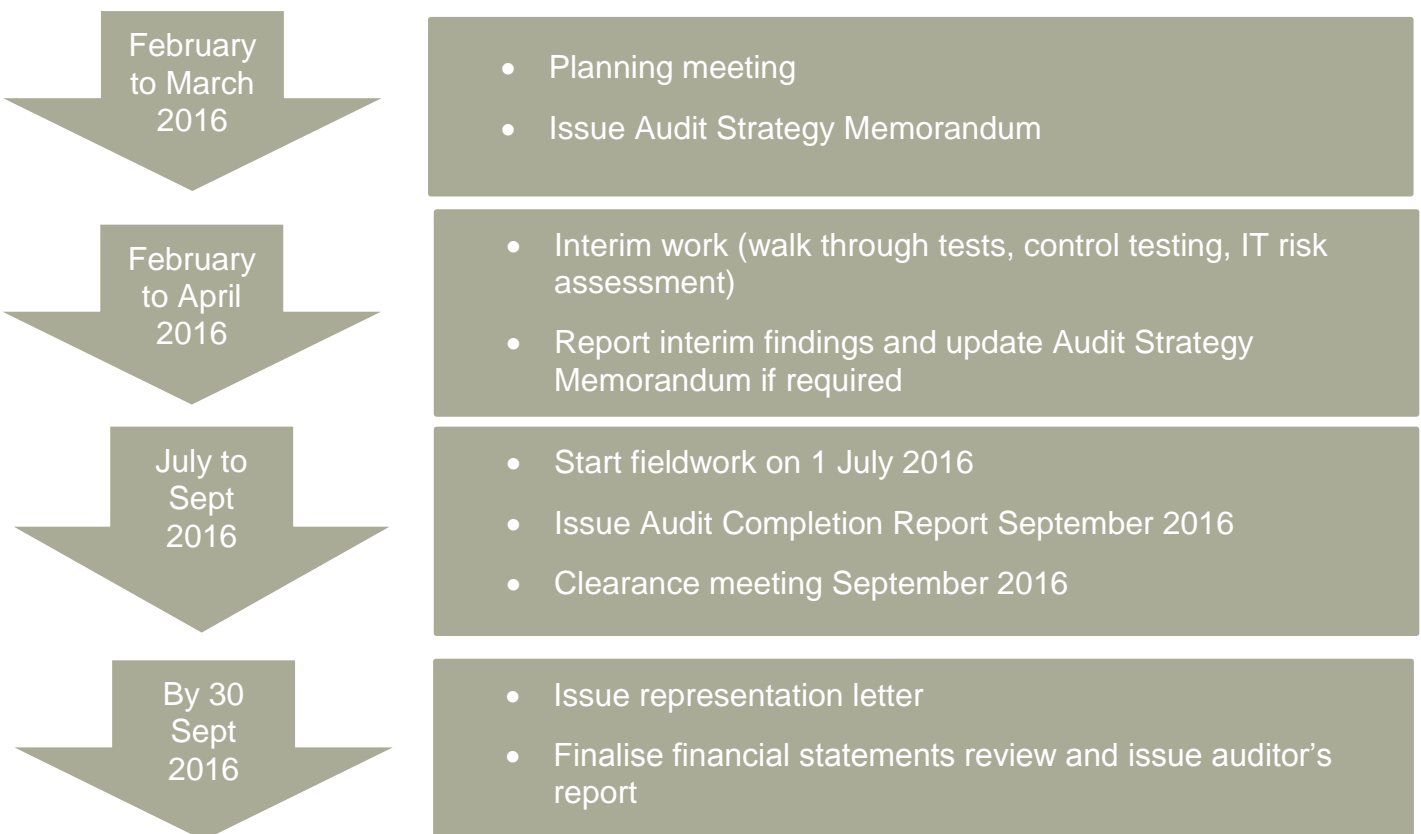 February
to March
2016
• Planning meeting
• Issue Audit Strategy Memorandum
February
to April
2016
• Interim work (walk through tests, control testing, IT risk
assessment)
• Report interim findings and update Audit Strategy
Memorandum if required
July to
Sept
2016
• Start fieldwork on 1 July 2016
• Issue Audit Completion Report September 2016
• Clearance meeting September 2016
By 30
Sept
2016
• Issue representation letter
• Finalise financial statements review and issue auditor’s
report